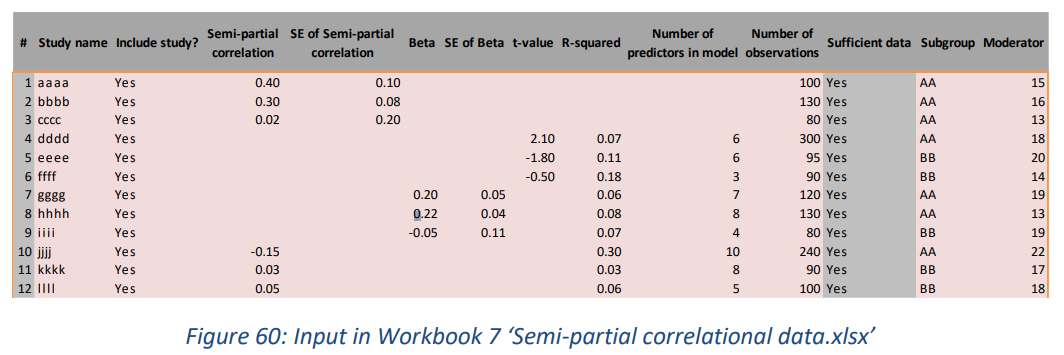 # Study name Include study? Semi-partial correlation SE of Semi-partial correlation Beta SE of Beta t-value R-squared Number of predictors in model Number of observations Sufficient data Subgroup Moderator
1 aaaa Yes 0.40 0.10 100 Yes AA 15
2 bbbb Yes 0.30 0.08 130 Yes AA 16
3 cccc Yes 0.02 0.20 80 Yes AA 13
4 dddd Yes 2.10 0.07 6 300 Yes AA 18
5 eeee Yes -1.80 0.11 6 95 Yes BB 20
6 ffff Yes -0.50 0.18 3 90 Yes BB 14
7 gggg Yes 0.20 0.05 0.06 7 120 Yes AA 19
8 hhhh Yes 0.22 0.04 0.08 8 130 Yes AA 13
9 iiii Yes -0.05 0.11 0.07 4 80 Yes BB 19
10 jjjj Yes -0.15 0.30 10 240 Yes AA 22
11 kkkk Yes 0.03 0.03 8 90 Yes BB 17
12 llll Yes 0.05 0.06 5 100 Yes BB 18
Figure 60: Input in Workbook 7 ‘Semi-partial correlational data.xlsx’